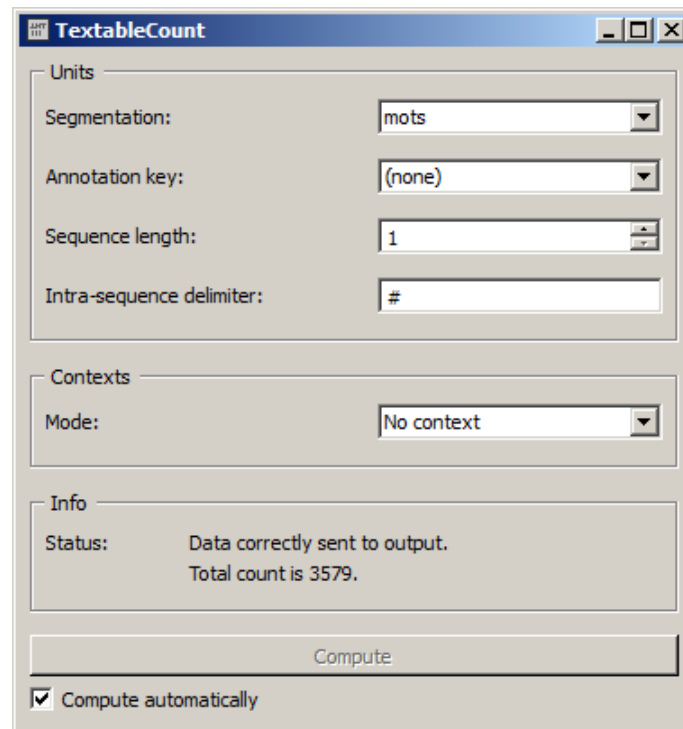 TextableCount
Units
Segmentation: mots
Annotation key: (none)
Sequence length: 1
Intra-sequence delimiter: #
Contexts
Mode: No context
Info
Status: Data correctly sent to output.
Total count is 3579.
Compute
Compute automatically